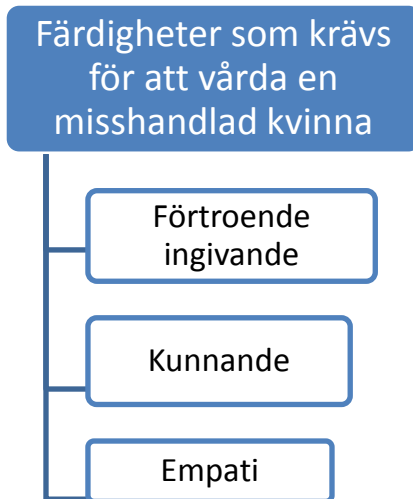 Färdigheter som krävs
för att vårda en
misshandlad kvinna
Förtroende
ingivande
Kunnande
Empati